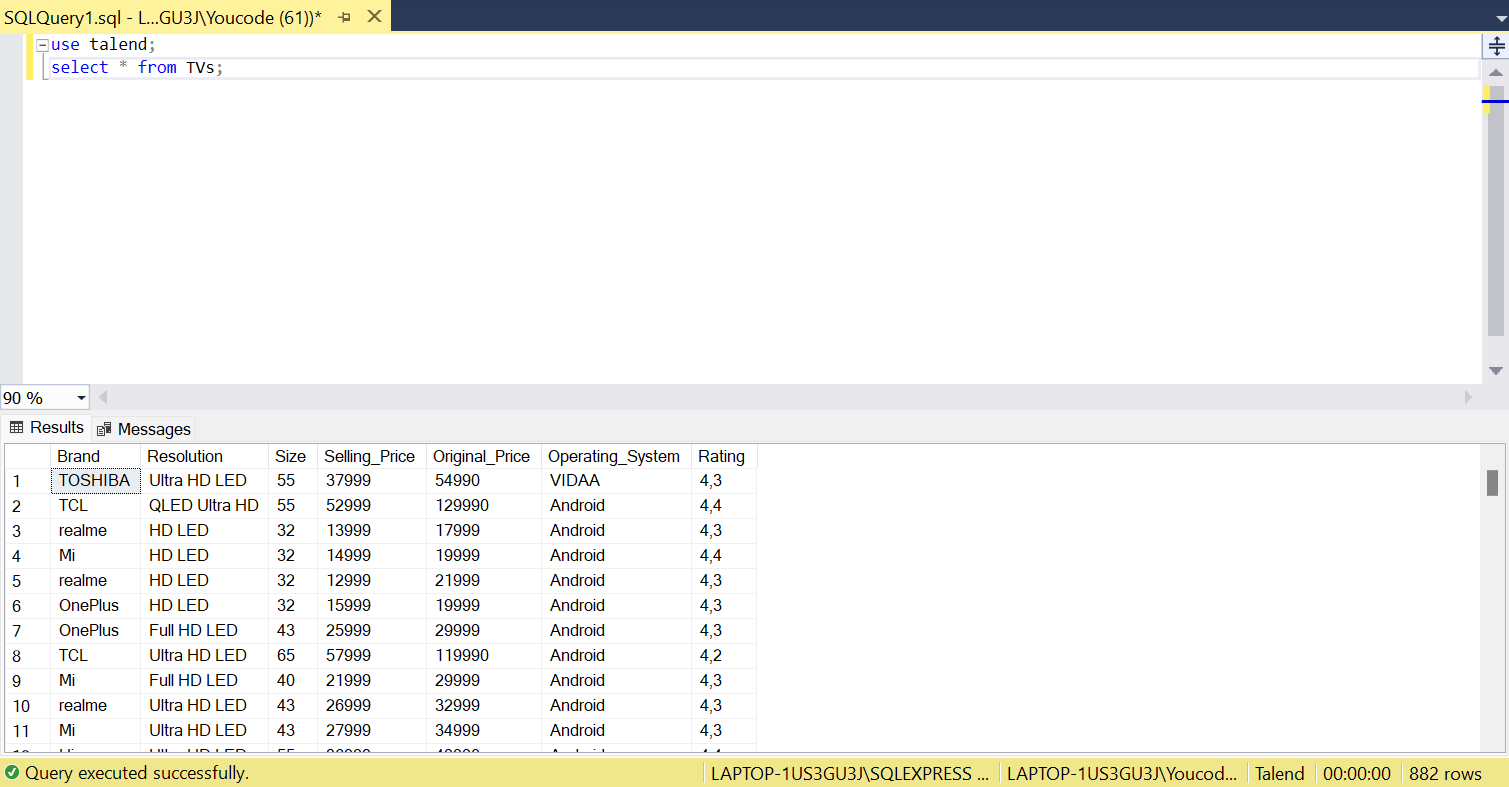 SQLQuery1.sql - L...GU3J\Youcode (61))*
use talend;
select * from TVs;
90 %
Results Messages
Brand Resolution Size Selling_Price Original_Price Operating_System Rating
1 TOSHIBA Ultra HD LED 55 37999 54990 VIDAA 4,3
2 TCL QLED Ultra HD 55 52999 129990 Android 4,4
3 realme HD LED 32 13999 17999 Android 4,3
4 Mi HD LED 32 14999 19999 Android 4,4
5 realme HD LED 32 12999 21999 Android 4,3
6 OnePlus HD LED 32 15999 19999 Android 4,3
7 OnePlus Full HD LED 43 25999 29999 Android 4,3
8 TCL Ultra HD LED 65 57999 119990 Android 4,2
9 Mi Full HD LED 40 21999 29999 Android 4,3
10 realme Ultra HD LED 43 26999 32999 Android 4,3
11 Mi Ultra HD LED 43 27999 34999 Android 4,3
Query executed successfully. LAPTOP-1US3GU3J\SQLEXPRESS ... LAPTOP-1US3GU3J\Youcod... Talend 00:00:00 882 rows